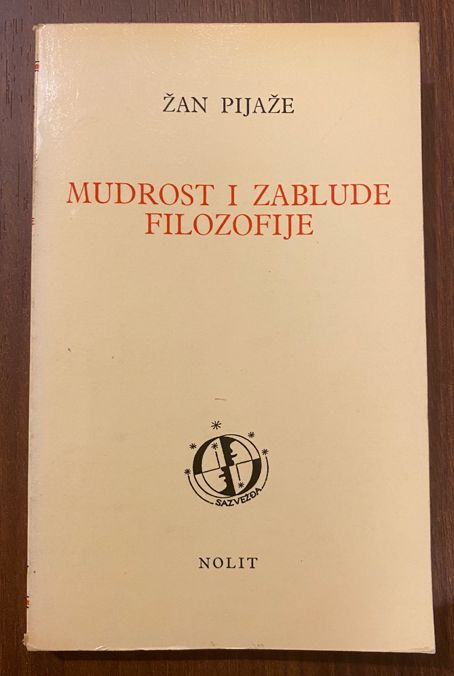 ŽAN PIJAŽE
MUDROST I ZABLUDE
FILOZOFIJE
SAZVEŽĐA
NOLIT